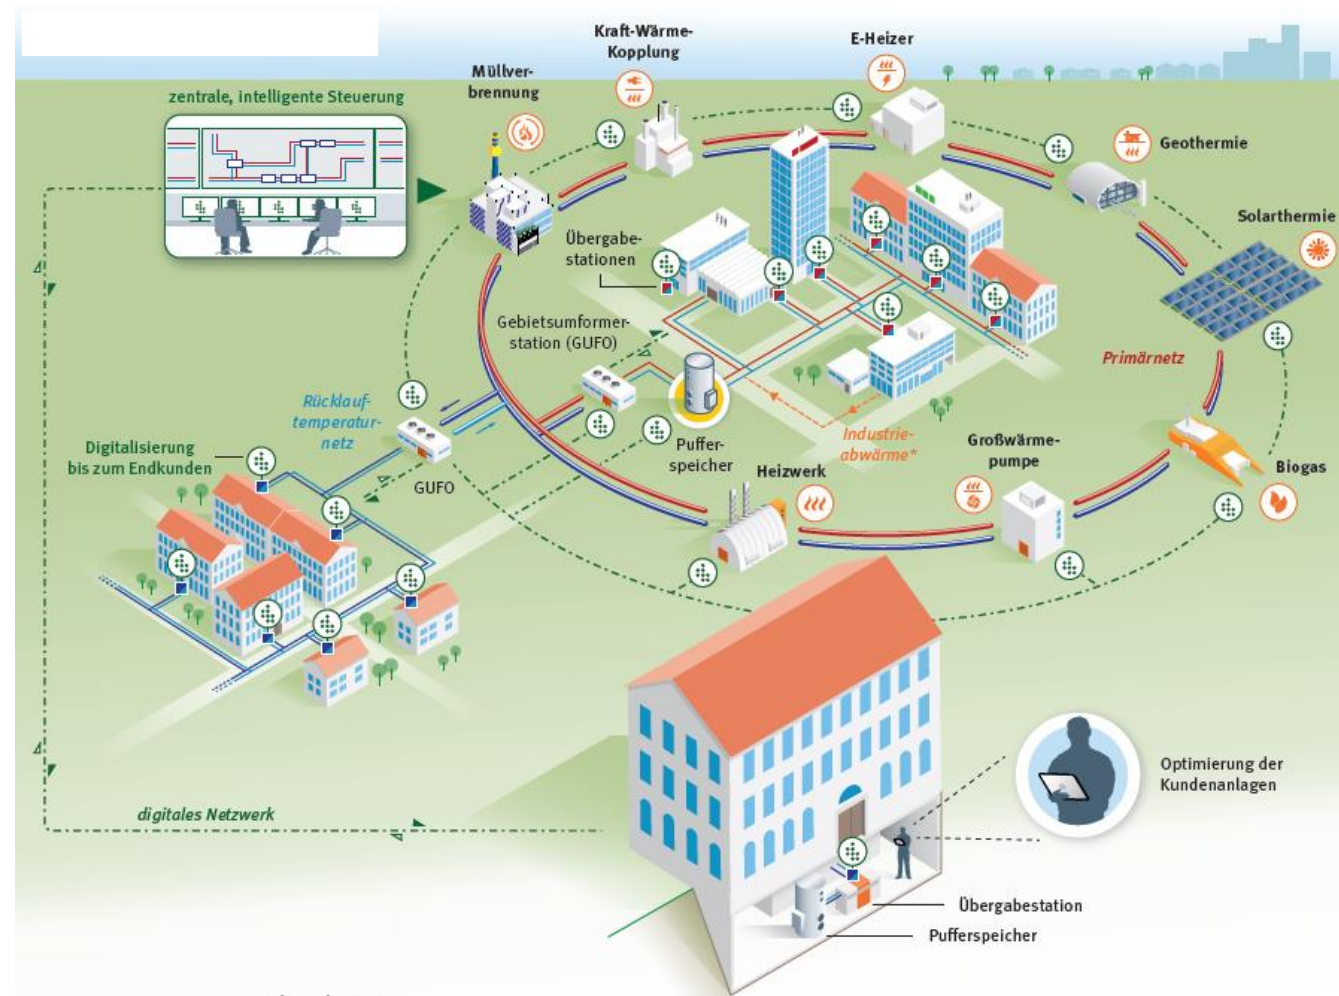 Kraft-Wärme-
Kopplung
E-Heizer
Müllver-
brennung
zentrale, intelligente Steuerung
Geothermie
Solarthermie
Übergabe-
stationen
Gebietsumformer-
station (GUFO)
Primärnetz
Rücklauf-
temperatur-
netz
Digitalisierung
bis zum Endkunden
GUFO
Puffer-
speicher
Industrie-
abwärme*
Großwärme-
pumpe
Heizwerk
Biogas
Optimierung der
Kundenanlagen
digitales Netzwerk
Übergabestation
Pufferspeicher